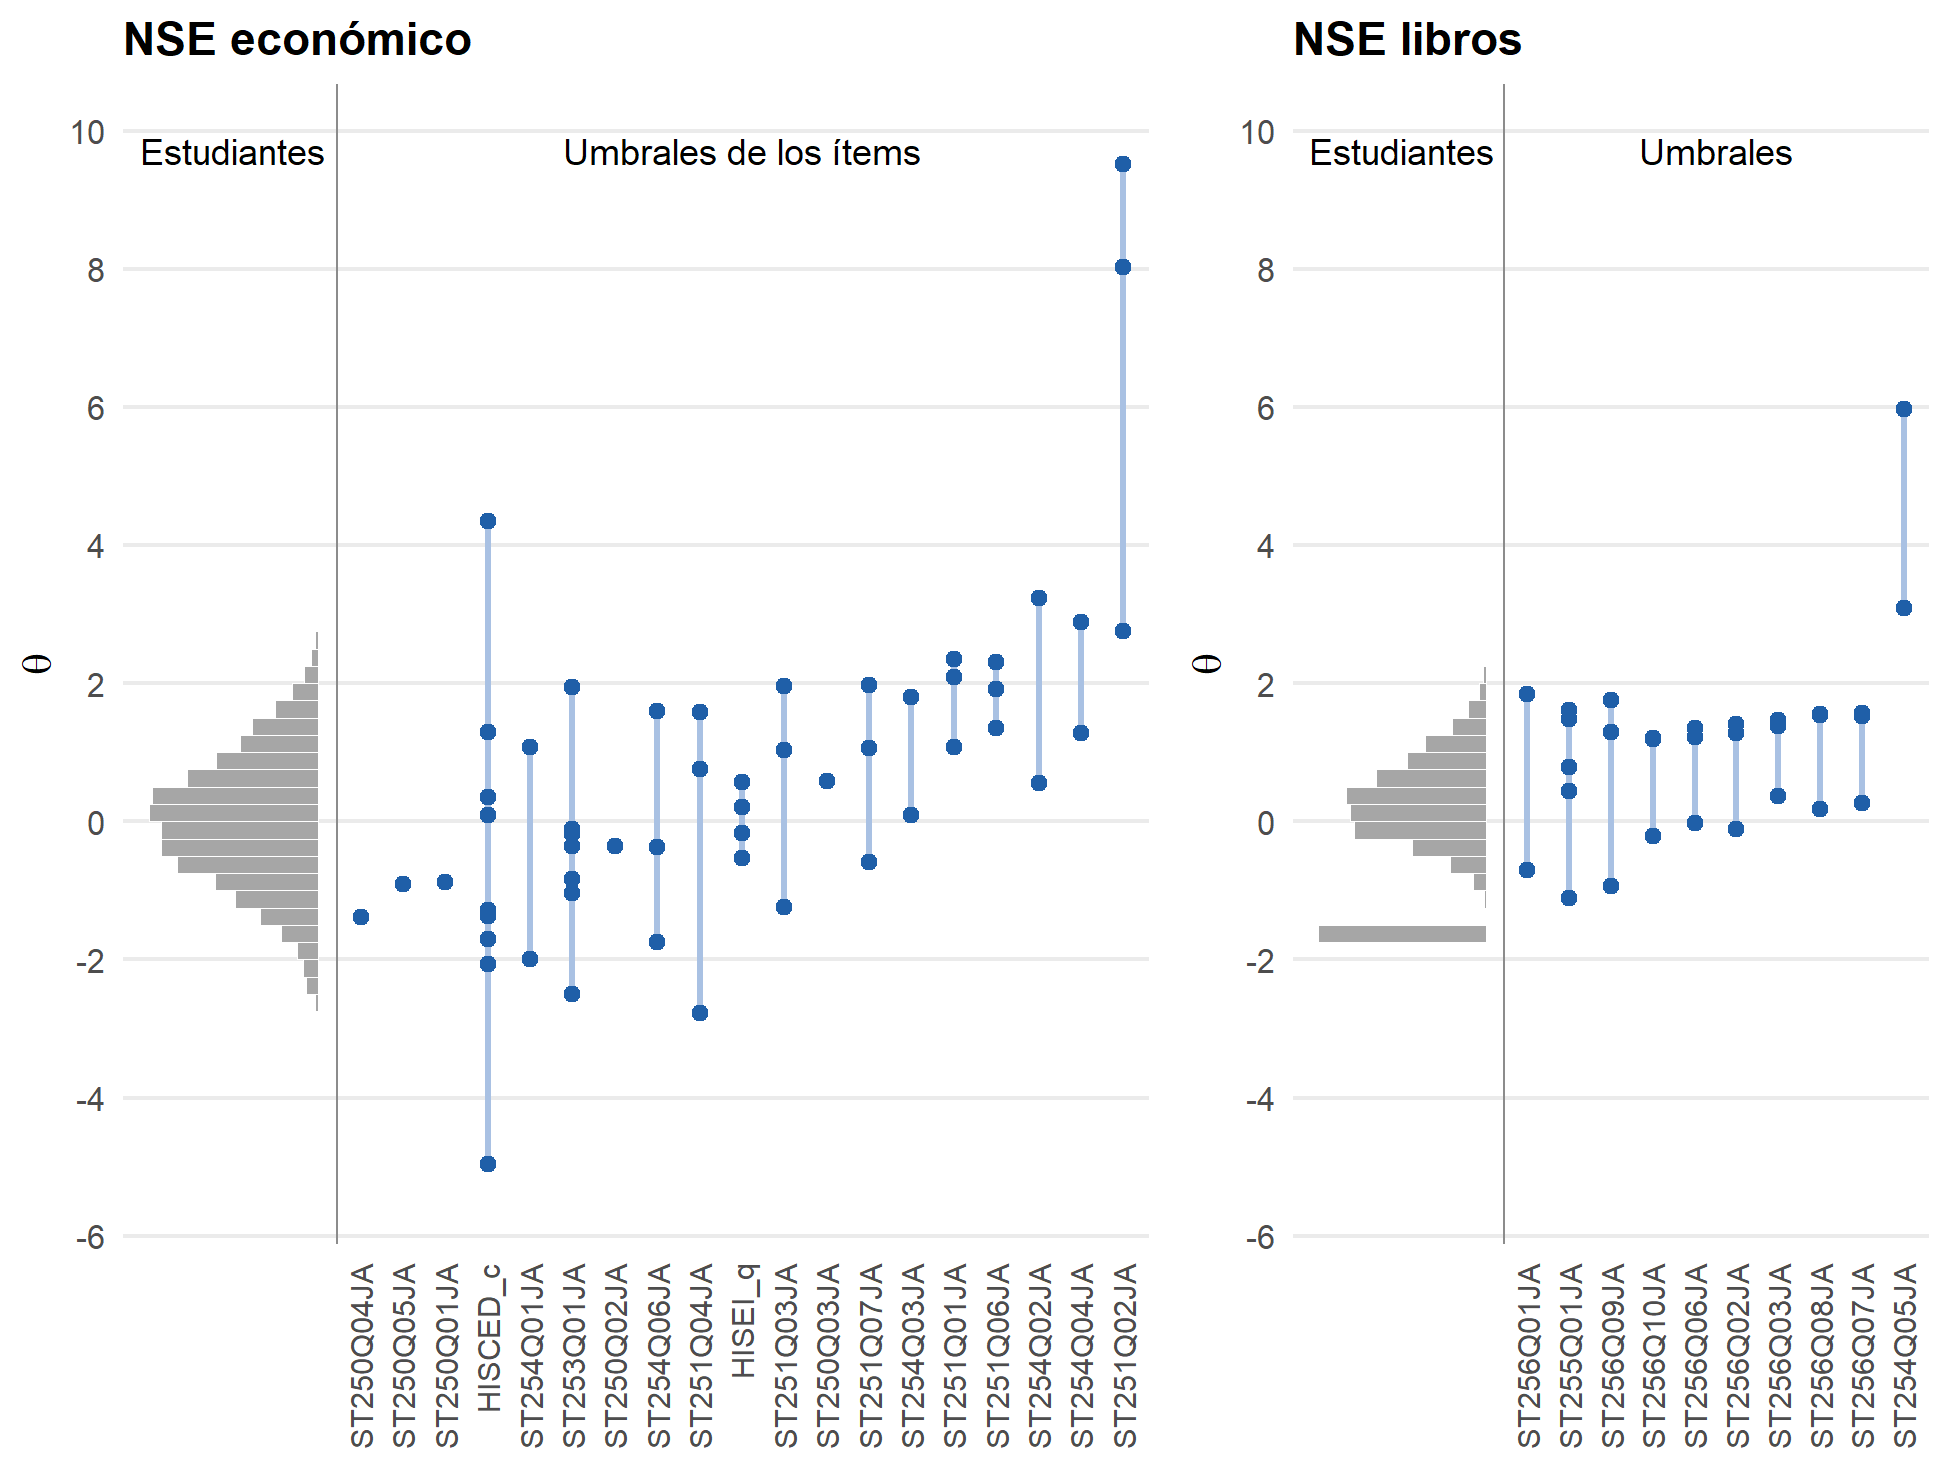 NSE económico
NSE libros
10
Estudiantes
Umbrales de los ítems
8
6
4
2
0
-2
-4
-6
θ
ST250Q04JA
ST250Q05JA
ST250Q01JA
HISCED_c
ST254Q01JA
ST253Q01JA
ST250Q02JA
ST254Q06JA
ST251Q04JA
HISEI_q
ST251Q03JA
ST250Q03JA
ST251Q07JA
ST254Q03JA
ST251Q01JA
ST251Q06JA
ST254Q02JA
ST254Q04JA
ST251Q02JA
10
Estudiantes
Umbrales
8
6
4
2
0
-2
-4
-6
θ
ST256Q01JA
ST255Q01JA
ST256Q09JA
ST256Q10JA
ST256Q06JA
ST256Q02JA
ST256Q03JA
ST256Q08JA
ST256Q07JA
ST254Q05JA